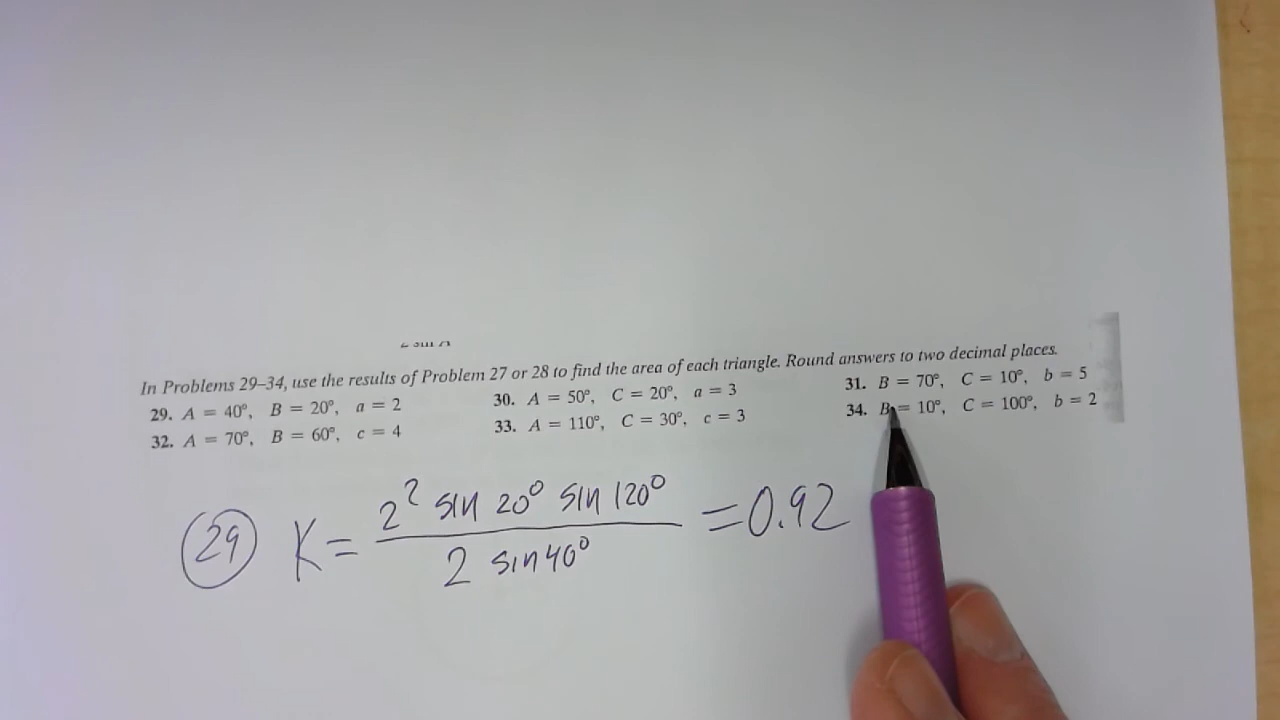 In Problems 29–34, use the results of Problem 27 or 28 to find the area of each triangle. Round answers to two decimal places.
29. A = 40°, B = 20°, a = 2 30. A = 50°, C = 20°, a = 3 31. B = 70°, C = 10°, b = 5
32. A = 70°, B = 60°, c = 4 33. A = 110°, C = 30°, c = 3 34. B = 10°, C = 100°, b = 2
29 K = 2² sin 20° sin 120° / 2 sin 40° = 0.92